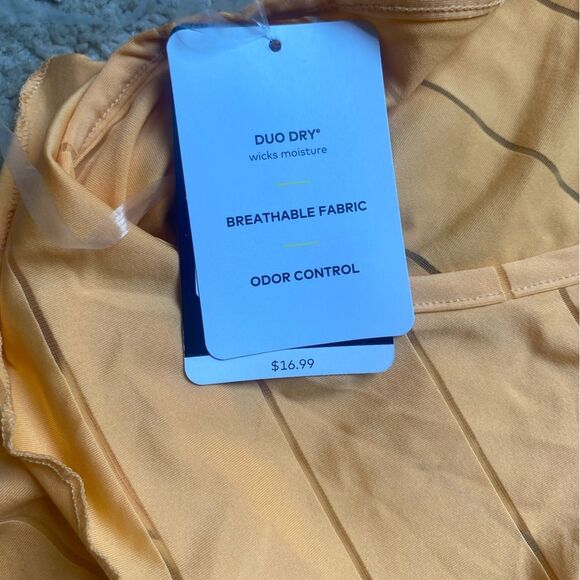 DUO DRY®
wicks moisture
BREATHABLE FABRIC
ODOR CONTROL
$16.99